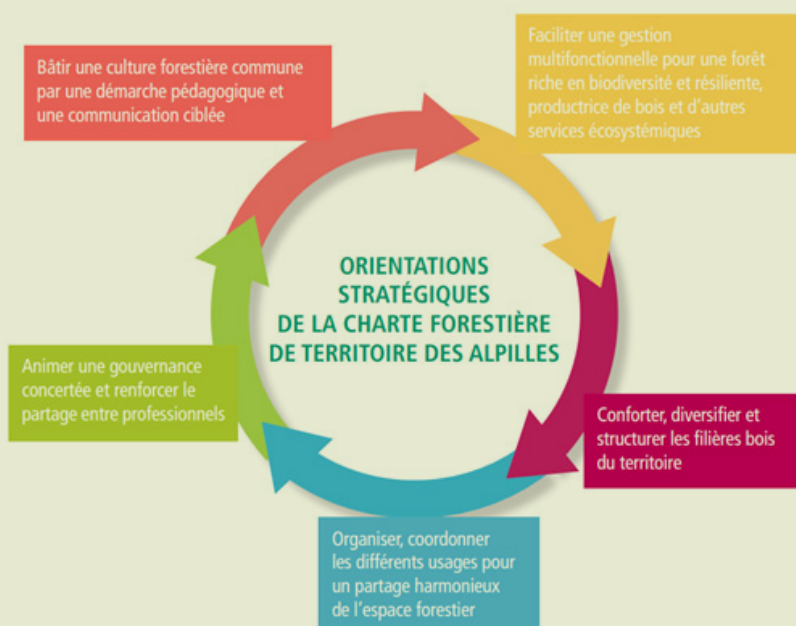 Bâtir une culture forestière commune
par une démarche pédagogique et
une communication ciblée
Faciliter une gestion
multifonctionnelle pour une forêt
riche en biodiversité et résiliente,
productrice de bois et d'autres
services écosystémiques
ORIENTATIONS
STRATÉGIQUES
DE LA CHARTE FORESTIÈRE
DE TERRITOIRE DES ALPILLES
Animer une gouvernance
concertée et renforcer le
partage entre professionnels
Conforter, diversifier et
structurer les filières bois
du territoire
Organiser, coordonner
les différents usages pour
un partage harmonieux
de l'espace forestier